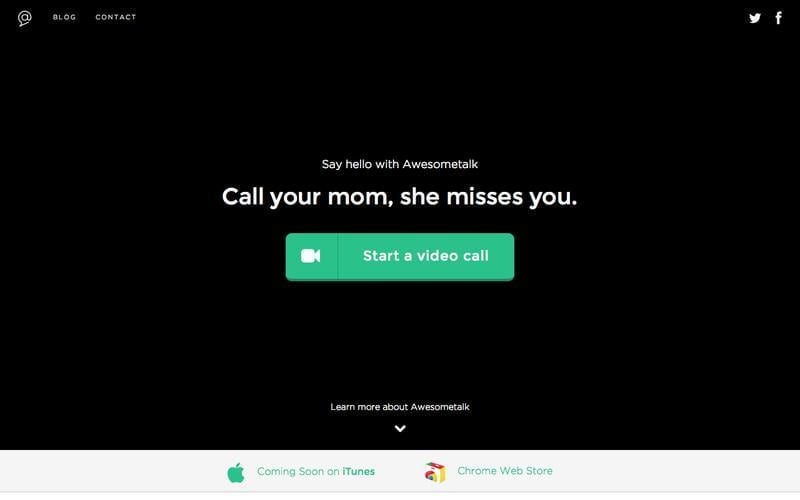 @
BLOG
CONTACT
Say hello with Awesometalk
Call your mom, she misses you.
Start a video call
Learn more about Awesometalk
Coming Soon on iTunes
Chrome Web Store